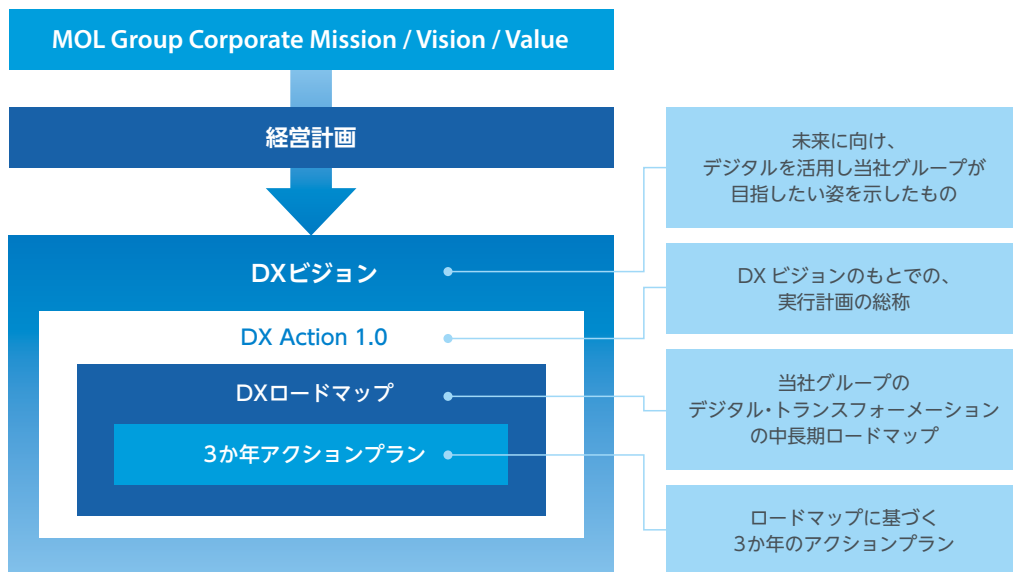 MOL Group Corporate Mission / Vision / Value
経営計画
DXビジョン
DX Action 1.0
DXロードマップ
3か年アクションプラン
未来に向け、
デジタルを活用し当社グループが
目指したい姿を示したもの
DX ビジョンのもとでの、
実行計画の総称
当社グループの
デジタル・トランスフォーメーション
の中長期ロードマップ
ロードマップに基づく
3か年のアクションプラン